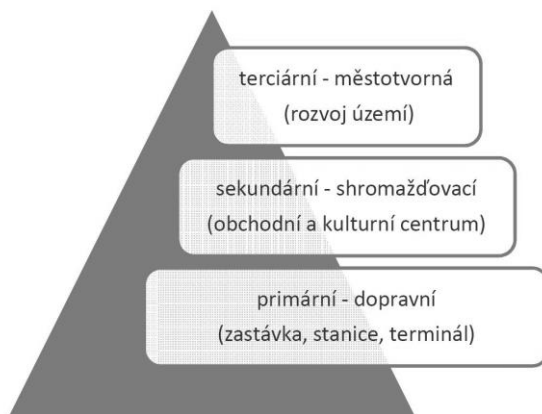 terciární - městotvorná
(rozvoj území)
sekundární - shromažďovací
(obchodní a kulturní centrum)
primární - dopravní
(zastávka, stanice, terminál)